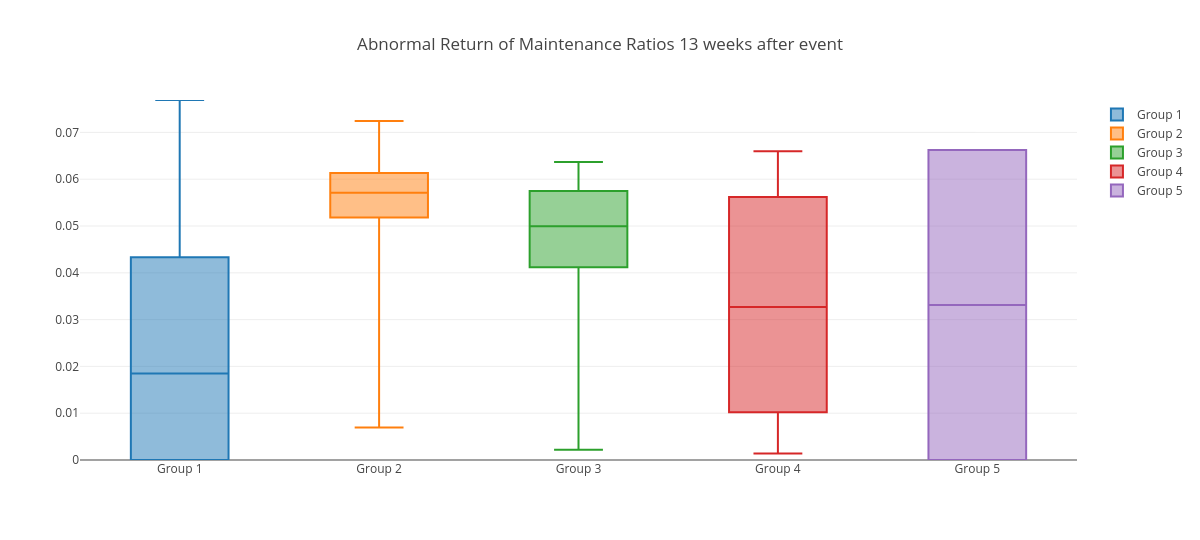 Abnormal Return of Maintenance Ratios 13 weeks after event
0.07
0.06
0.05
0.04
0.03
0.02
0.01
0
Group 1
Group 2
Group 3
Group 4
Group 5
Group 1
Group 2
Group 3
Group 4
Group 5